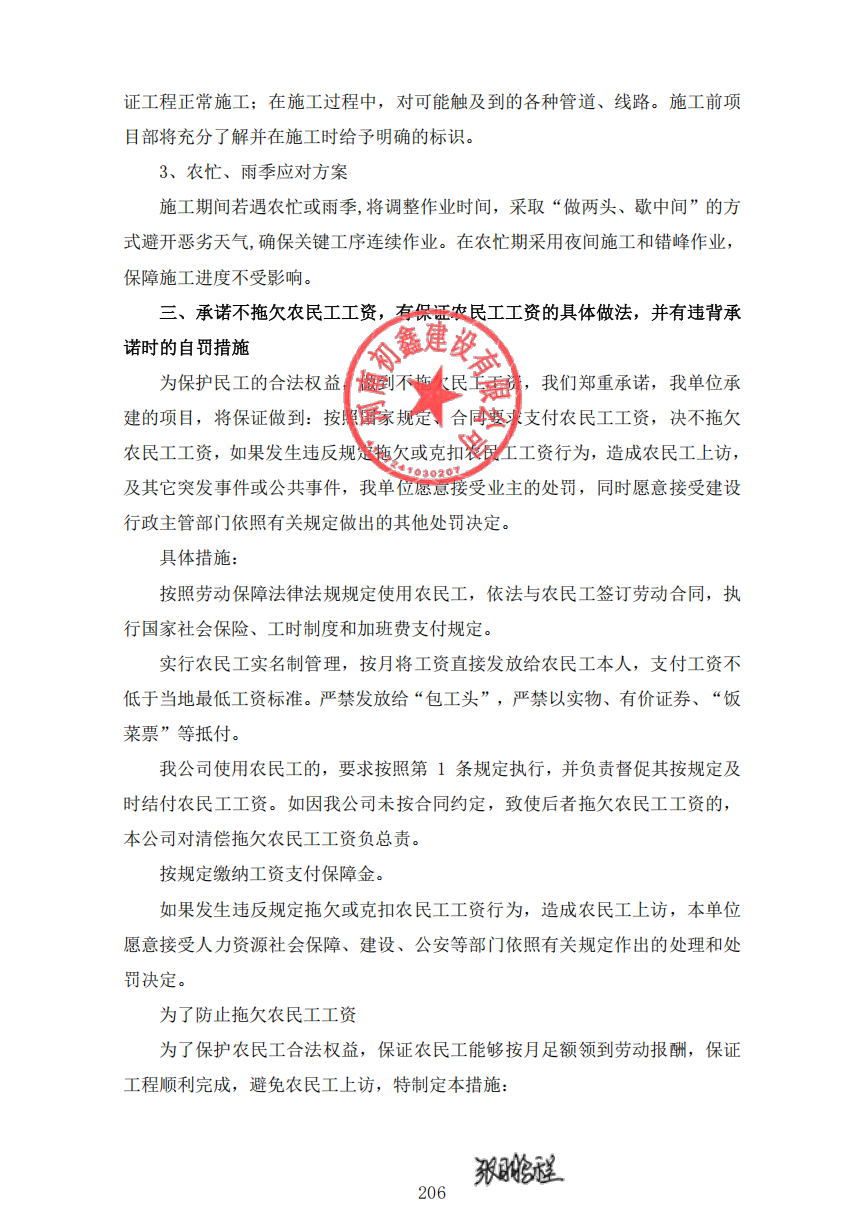 证工程正常施工；在施工过程中，对可能触及到的各种管道、线路。施工前项
目部将充分了解并在施工时给予明确的标识。
3、农忙、雨季应对方案
施工期间若遇农忙或雨季,将调整作业时间，采取“做两头、歇中间”的方
式避开恶劣天气,确保关键工序连续作业。在农忙期采用夜间施工和错峰作业，
保障施工进度不受影响。
三、承诺不拖欠农民工工资，有保证农民工工资的具体做法，并有违背承
诺时的自罚措施
为保护民工的合法权益，做到不拖欠民工工资，我们郑重承诺，我单位承
建的项目，将保证做到：按照国家规定、合同要求支付农民工工资，决不拖欠
农民工工资，如果发生违反规定拖欠或克扣农民工工资行为，造成农民工上访，
及其它突发事件或公共事件，我单位愿意接受业主的处罚，同时愿意接受建设
行政主管部门依照有关规定做出的其他处罚决定。
具体措施：
按照劳动保障法律法规规定使用农民工，依法与农民工签订劳动合同，执
行国家社会保险、工时制度和加班费支付规定。
实行农民工实名制管理，按月将工资直接发放给农民工本人，支付工资不
低于当地最低工资标准。严禁发放给“包工头”，严禁以实物、有价证券、“饭
菜票”等抵付。
我公司使用农民工的，要求按照第 1 条规定执行，并负责督促其按规定及
时结付农民工工资。如因我公司未按合同约定，致使后者拖欠农民工工资的，
本公司对清偿拖欠农民工工资负总责。
按规定缴纳工资支付保障金。
如果发生违反规定拖欠或克扣农民工工资行为，造成农民工上访，本单位
愿意接受人力资源社会保障、建设、公安等部门依照有关规定作出的处理和处
罚决定。
为了防止拖欠农民工工资
为了保护农民工合法权益，保证农民工能够按月足额领到劳动报酬，保证
工程顺利完成，避免农民工上访，特制定本措施：
南初鑫建设有限公司
241030207
206